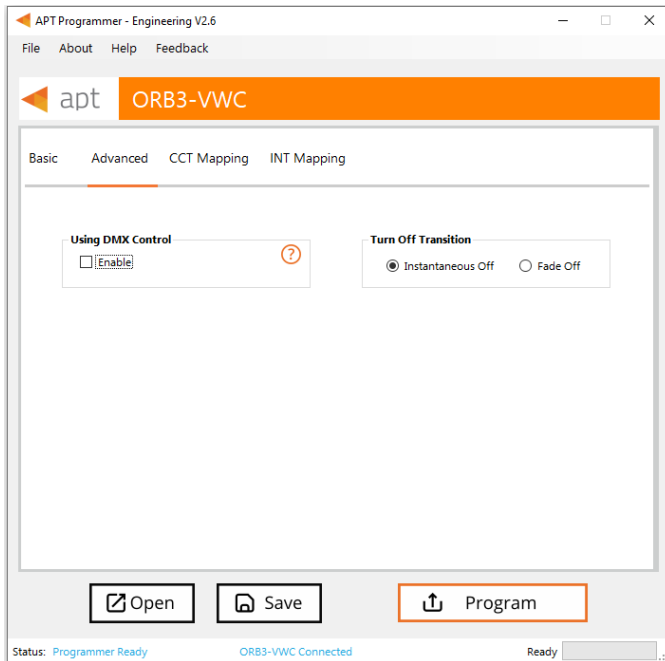 APT Programmer - Engineering V2.6
File About Help Feedback
apt ORB3-VWC
Basic Advanced CCT Mapping INT Mapping
Using DMX Control
Enable
?
Turn Off Transition
Instantaneous Off Fade Off
Open Save Program
Status: Programmer Ready ORB3-VWC Connected Ready